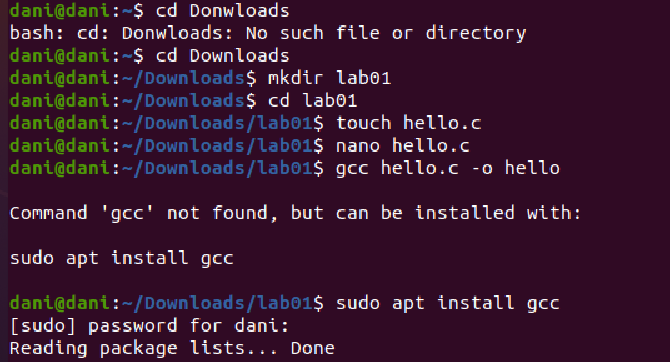 dani@dani:~$ cd Donwloads
bash: cd: Donwloads: No such file or directory
dani@dani:~$ cd Downloads
dani@dani:~/Downloads$ mkdir lab01
dani@dani:~/Downloads$ cd lab01
dani@dani:~/Downloads/lab01$ touch hello.c
dani@dani:~/Downloads/lab01$ nano hello.c
dani@dani:~/Downloads/lab01$ gcc hello.c -o hello
Command 'gcc' not found, but can be installed with:
sudo apt install gcc
dani@dani:~/Downloads/lab01$ sudo apt install gcc
[sudo] password for dani:
Reading package lists... Done